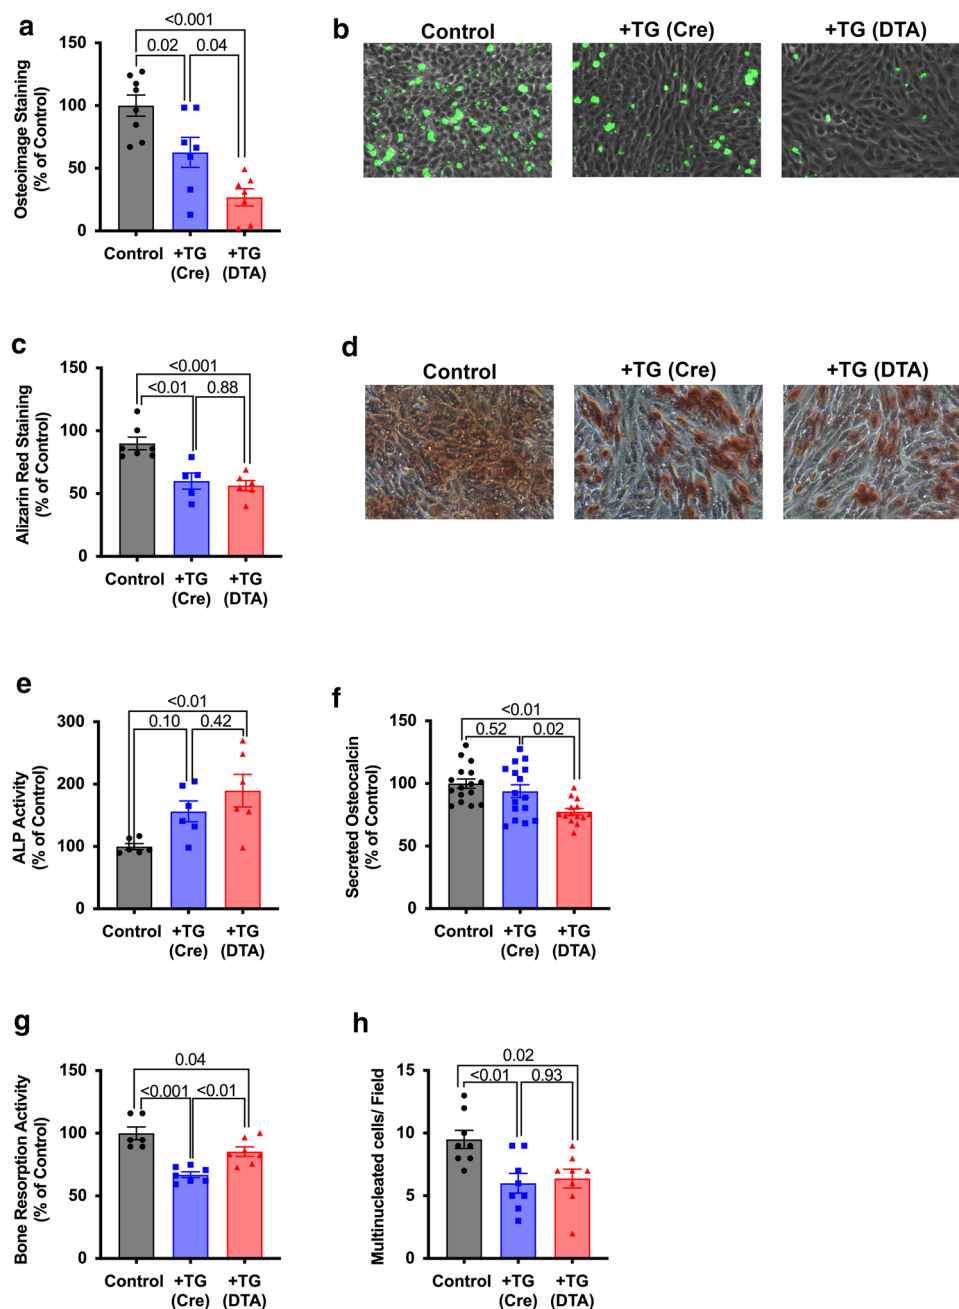 a
<0.001
0.02
0.04
150
100
50
0
Osteoimage Staining
(% of Control)
Control
+TG
(Cre)
+TG
(DTA)
b
Control
+TG (Cre)
+TG (DTA)
c
<0.001
<0.01
0.88
150
100
50
0
Alizarin Red Staining
(% of Control)
Control
+TG
(Cre)
+TG
(DTA)
d
Control
+TG (Cre)
+TG (DTA)
e
<0.01
0.10
0.42
300
200
100
0
ALP Activity
(% of Control)
Control
+TG
(Cre)
+TG
(DTA)
f
<0.01
0.52
0.02
150
100
50
0
Secreted Osteocalcin
(% of Control)
Control
+TG
(Cre)
+TG
(DTA)
g
0.04
<0.001
<0.01
150
100
50
0
Bone Resorption Activity
(% of Control)
Control
+TG
(Cre)
+TG
(DTA)
h
0.02
<0.01
0.93
15
10
5
0
Multinucleated cells/ Field
Control
+TG
(Cre)
+TG
(DTA)